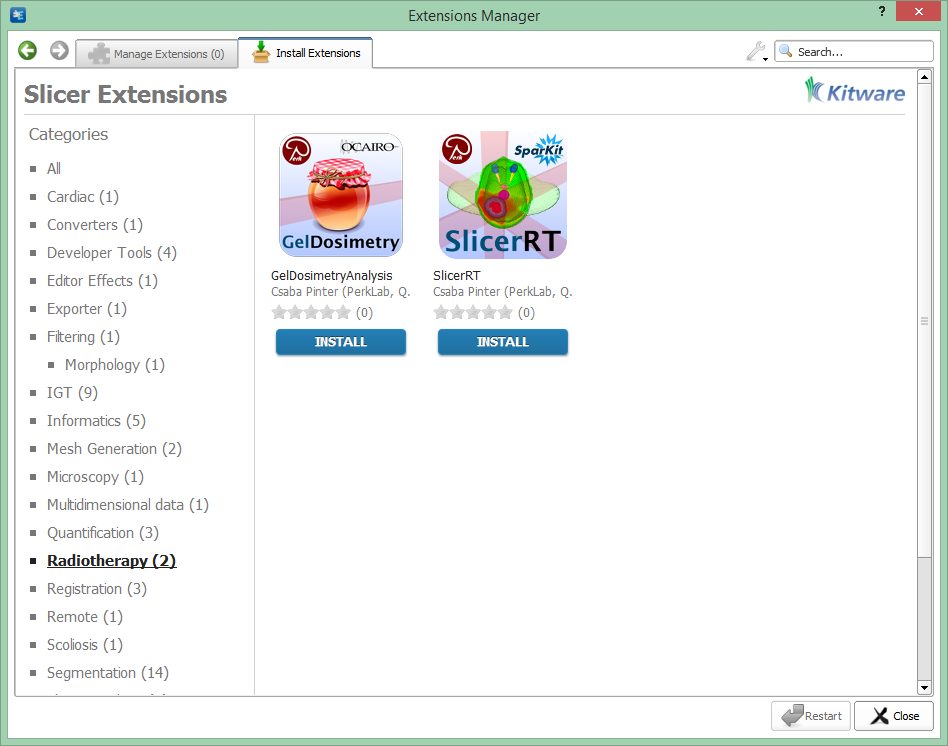 Extensions Manager
?
Manage Extensions (0)
Install Extensions
Search...
Slicer Extensions
Kitware
Categories
All
Cardiac (1)
Converters (1)
Developer Tools (4)
Editor Effects (1)
Exporter (1)
Filtering (1)
Morphology (1)
IGT (9)
Informatics (5)
Mesh Generation (2)
Microscopy (1)
Multidimensional data (1)
Quantification (3)
Radiotherapy (2)
Registration (3)
Remote (1)
Scoliosis (1)
Segmentation (14)
Perk
OCAIRO
GelDosimetry
GelDosimetryAnalysis
Csaba Pinter (PerkLab, Q.
(0)
INSTALL
Perk
SparKit
SlicerRT
SlicerRT
Csaba Pinter (PerkLab, Q.
(0)
INSTALL
Restart
Close